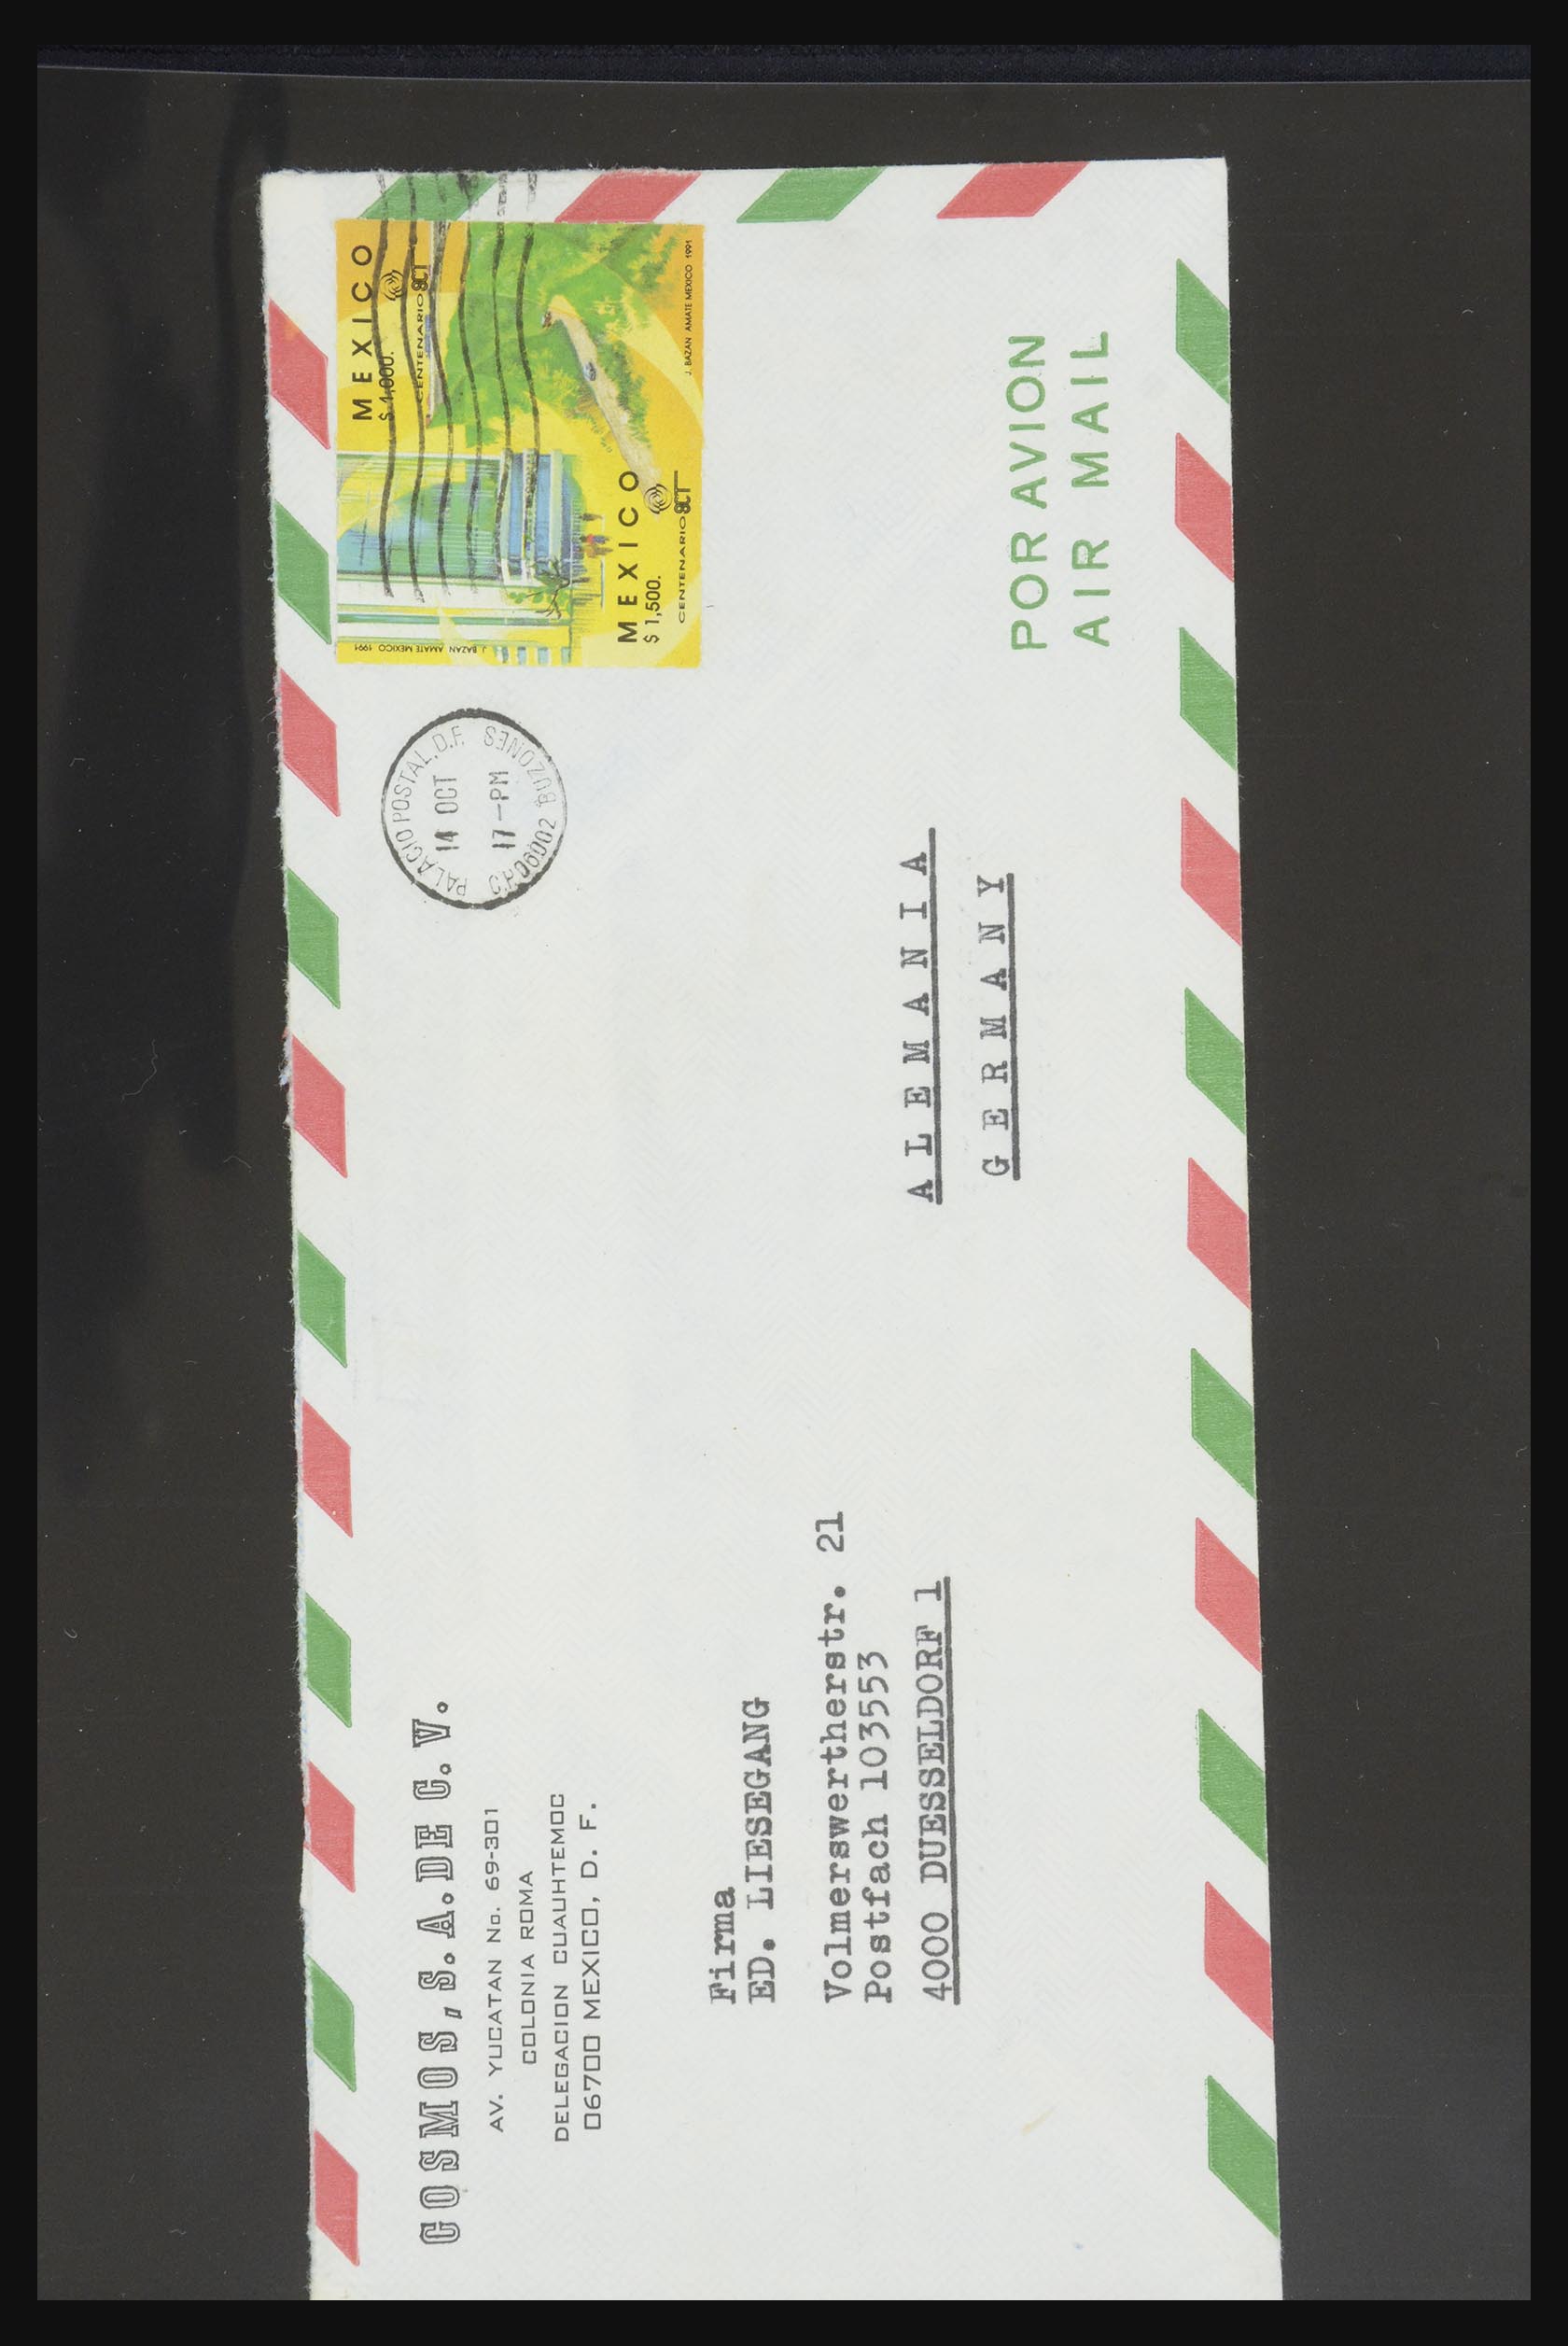 COSMOS, S. A. DE C. V.
AV. YUCATAN No. 69-301
COLONIA ROMA
DELEGACION CUAUHTEMOC
06700 MEXICO, D. F.
PALACIO POSTAL, D.F.
14 OCT
17-PM
C.P. 06002 BUZONES
MEXICO
$ 1,000.
CENTENARIO SCT
J. BAZAN AMATE MEXICO 1991
MEXICO
$ 1,500.
CENTENARIO SCT
J. BAZAN AMATE MEXICO 1991
Firma
ED. LIESEGANG
Volmerswertherstr. 21
Postfach 103553
4000 DUESSELDORF 1
A L E M A N I A
G E R M A N Y
POR AVION
AIR MAIL